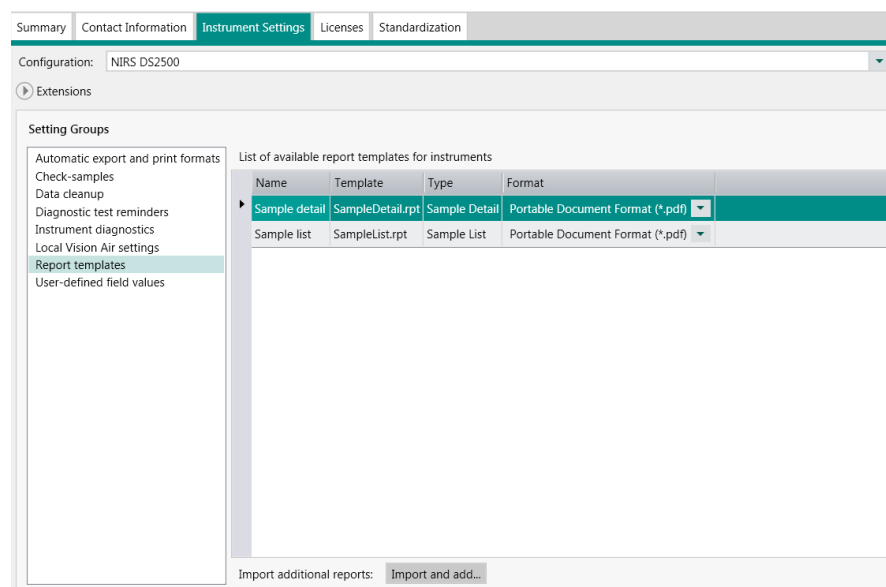 Summary Contact Information Instrument Settings Licenses Standardization
Configuration: NIRS DS2500
Extensions
Setting Groups
Automatic export and print formats
Check-samples
Data cleanup
Diagnostic test reminders
Instrument diagnostics
Local Vision Air settings
Report templates
User-defined field values
List of available report templates for instruments
Name Template Type Format
Sample detail SampleDetail.rpt Sample Detail Portable Document Format (*.pdf)
Sample list SampleList.rpt Sample List Portable Document Format (*.pdf)
Import additional reports: Import and add...